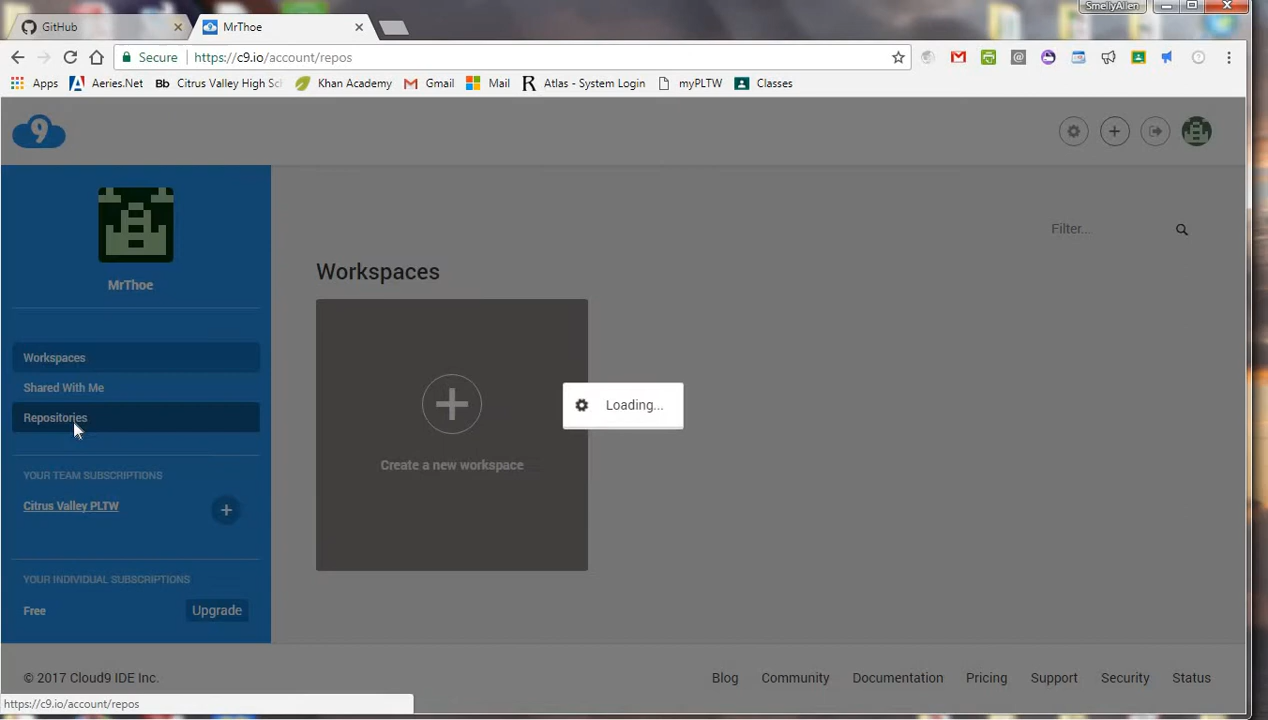 SmellyAllen
GitHub
MrThoe
Secure
https://c9.io/account/repos
Apps
Aeries.Net
Bb Citrus Valley High Sc
Khan Academy
Gmail
Mail
R Atlas - System Login
myPLTW
Classes
9
MrThoe
Workspaces
Shared With Me
Repositories
YOUR TEAM SUBSCRIPTIONS
Citrus Valley PLTW
YOUR INDIVIDUAL SUBSCRIPTIONS
Free
Upgrade
Filter...
Workspaces
Create a new workspace
Loading...
© 2017 Cloud9 IDE Inc.
Blog
Community
Documentation
Pricing
Support
Security
Status
https://c9.io/account/repos